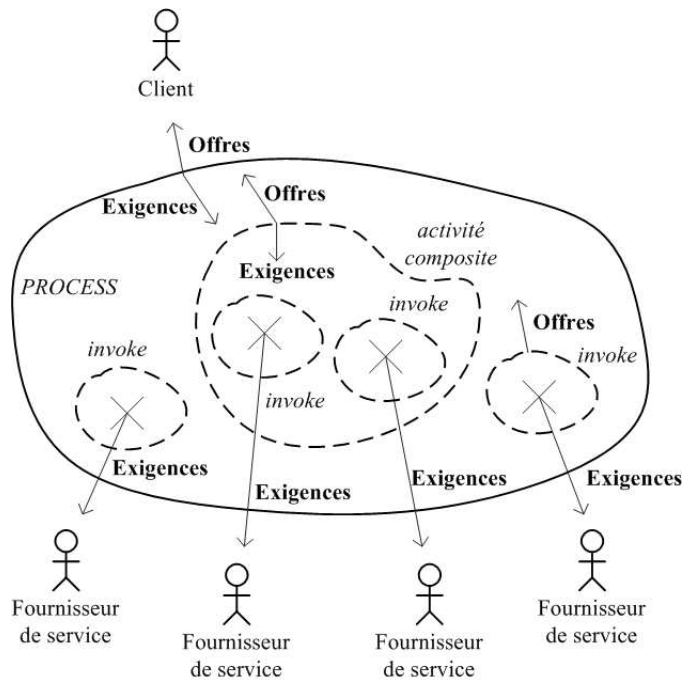 Client
Offres
Exigences
Offres
activité
composite
Exigences
PROCESS
invoke
Offres
invoke
invoke
invoke
Exigences
Exigences
Exigences
Exigences
Fournisseur
de service
Fournisseur
de service
Fournisseur
de service
Fournisseur
de service